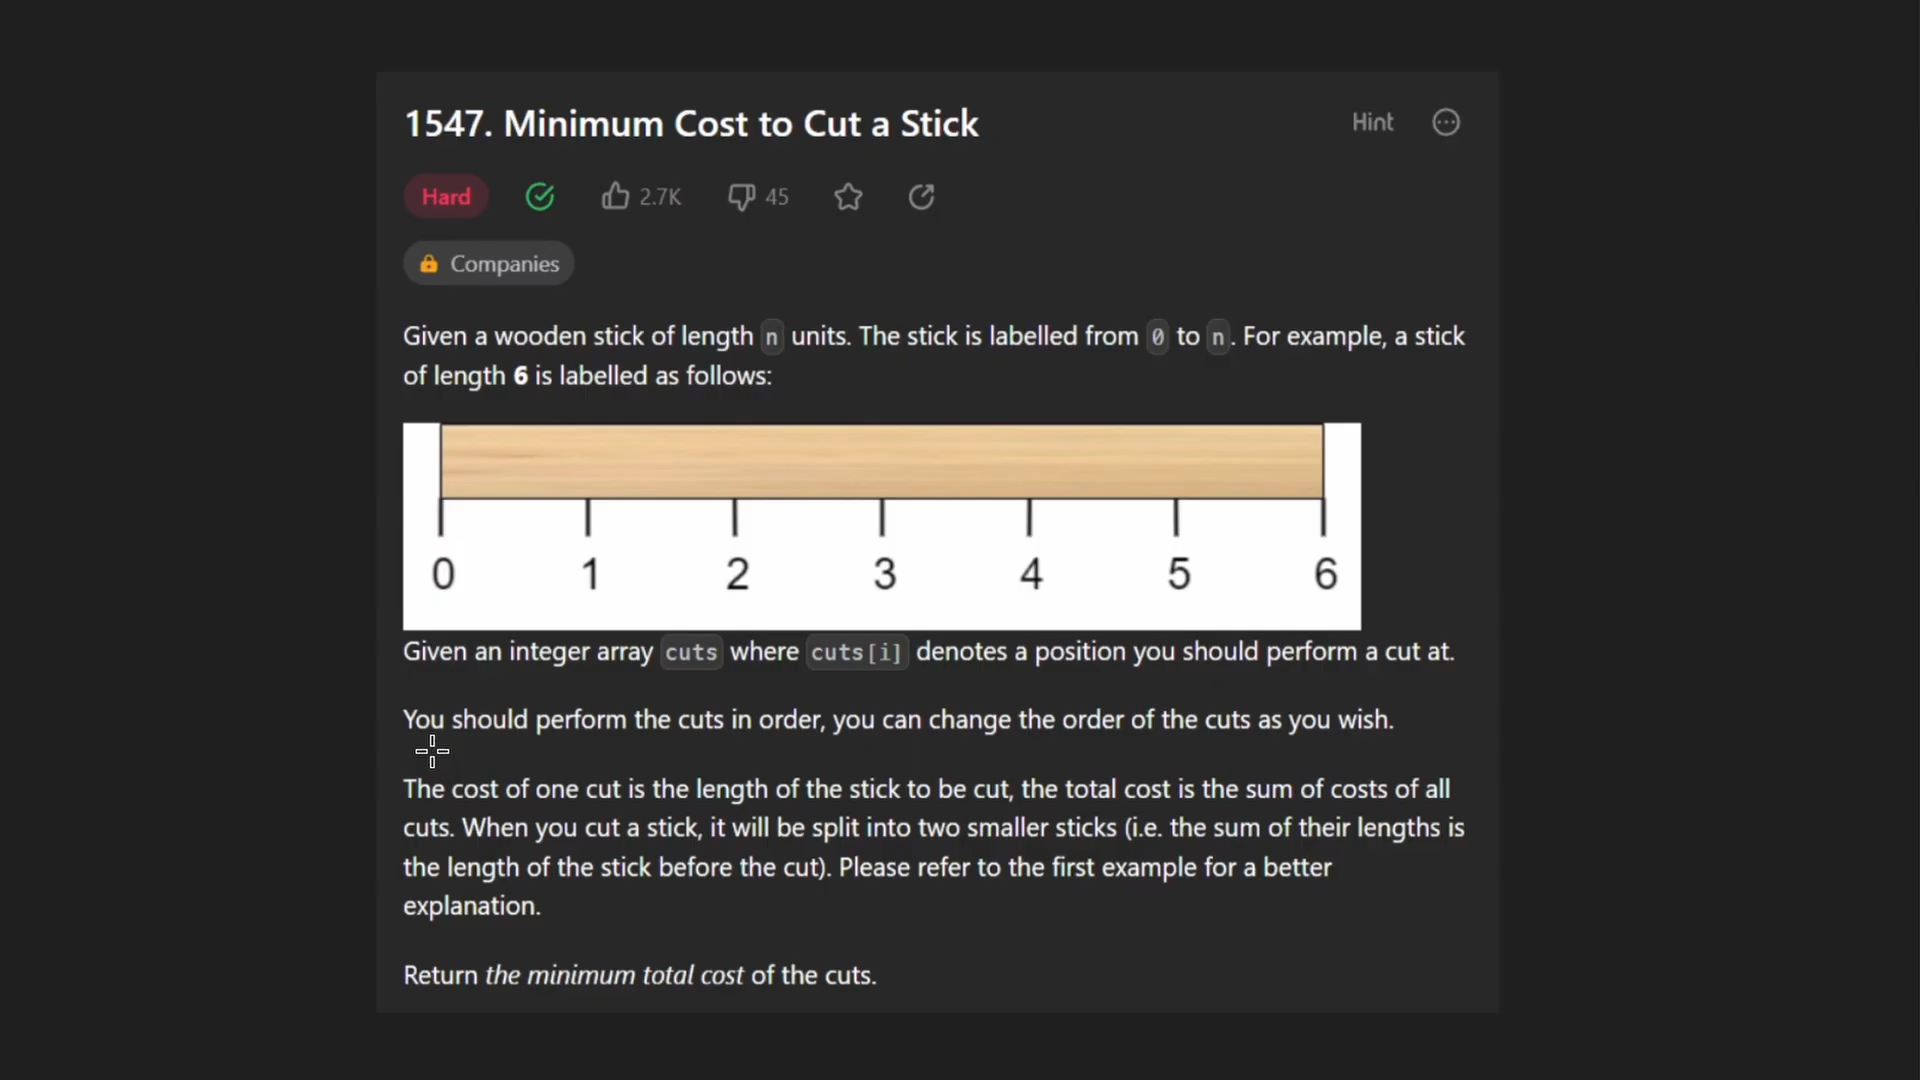 1547. Minimum Cost to Cut a Stick
Hint
Hard
2.7K
45
Companies
Given a wooden stick of length n units. The stick is labelled from 0 to n. For example, a stick
of length 6 is labelled as follows:
0 1 2 3 4 5 6
Given an integer array cuts where cuts[i] denotes a position you should perform a cut at.
You should perform the cuts in order, you can change the order of the cuts as you wish.
The cost of one cut is the length of the stick to be cut, the total cost is the sum of costs of all
cuts. When you cut a stick, it will be split into two smaller sticks (i.e. the sum of their lengths is
the length of the stick before the cut). Please refer to the first example for a better
explanation.
Return the minimum total cost of the cuts.